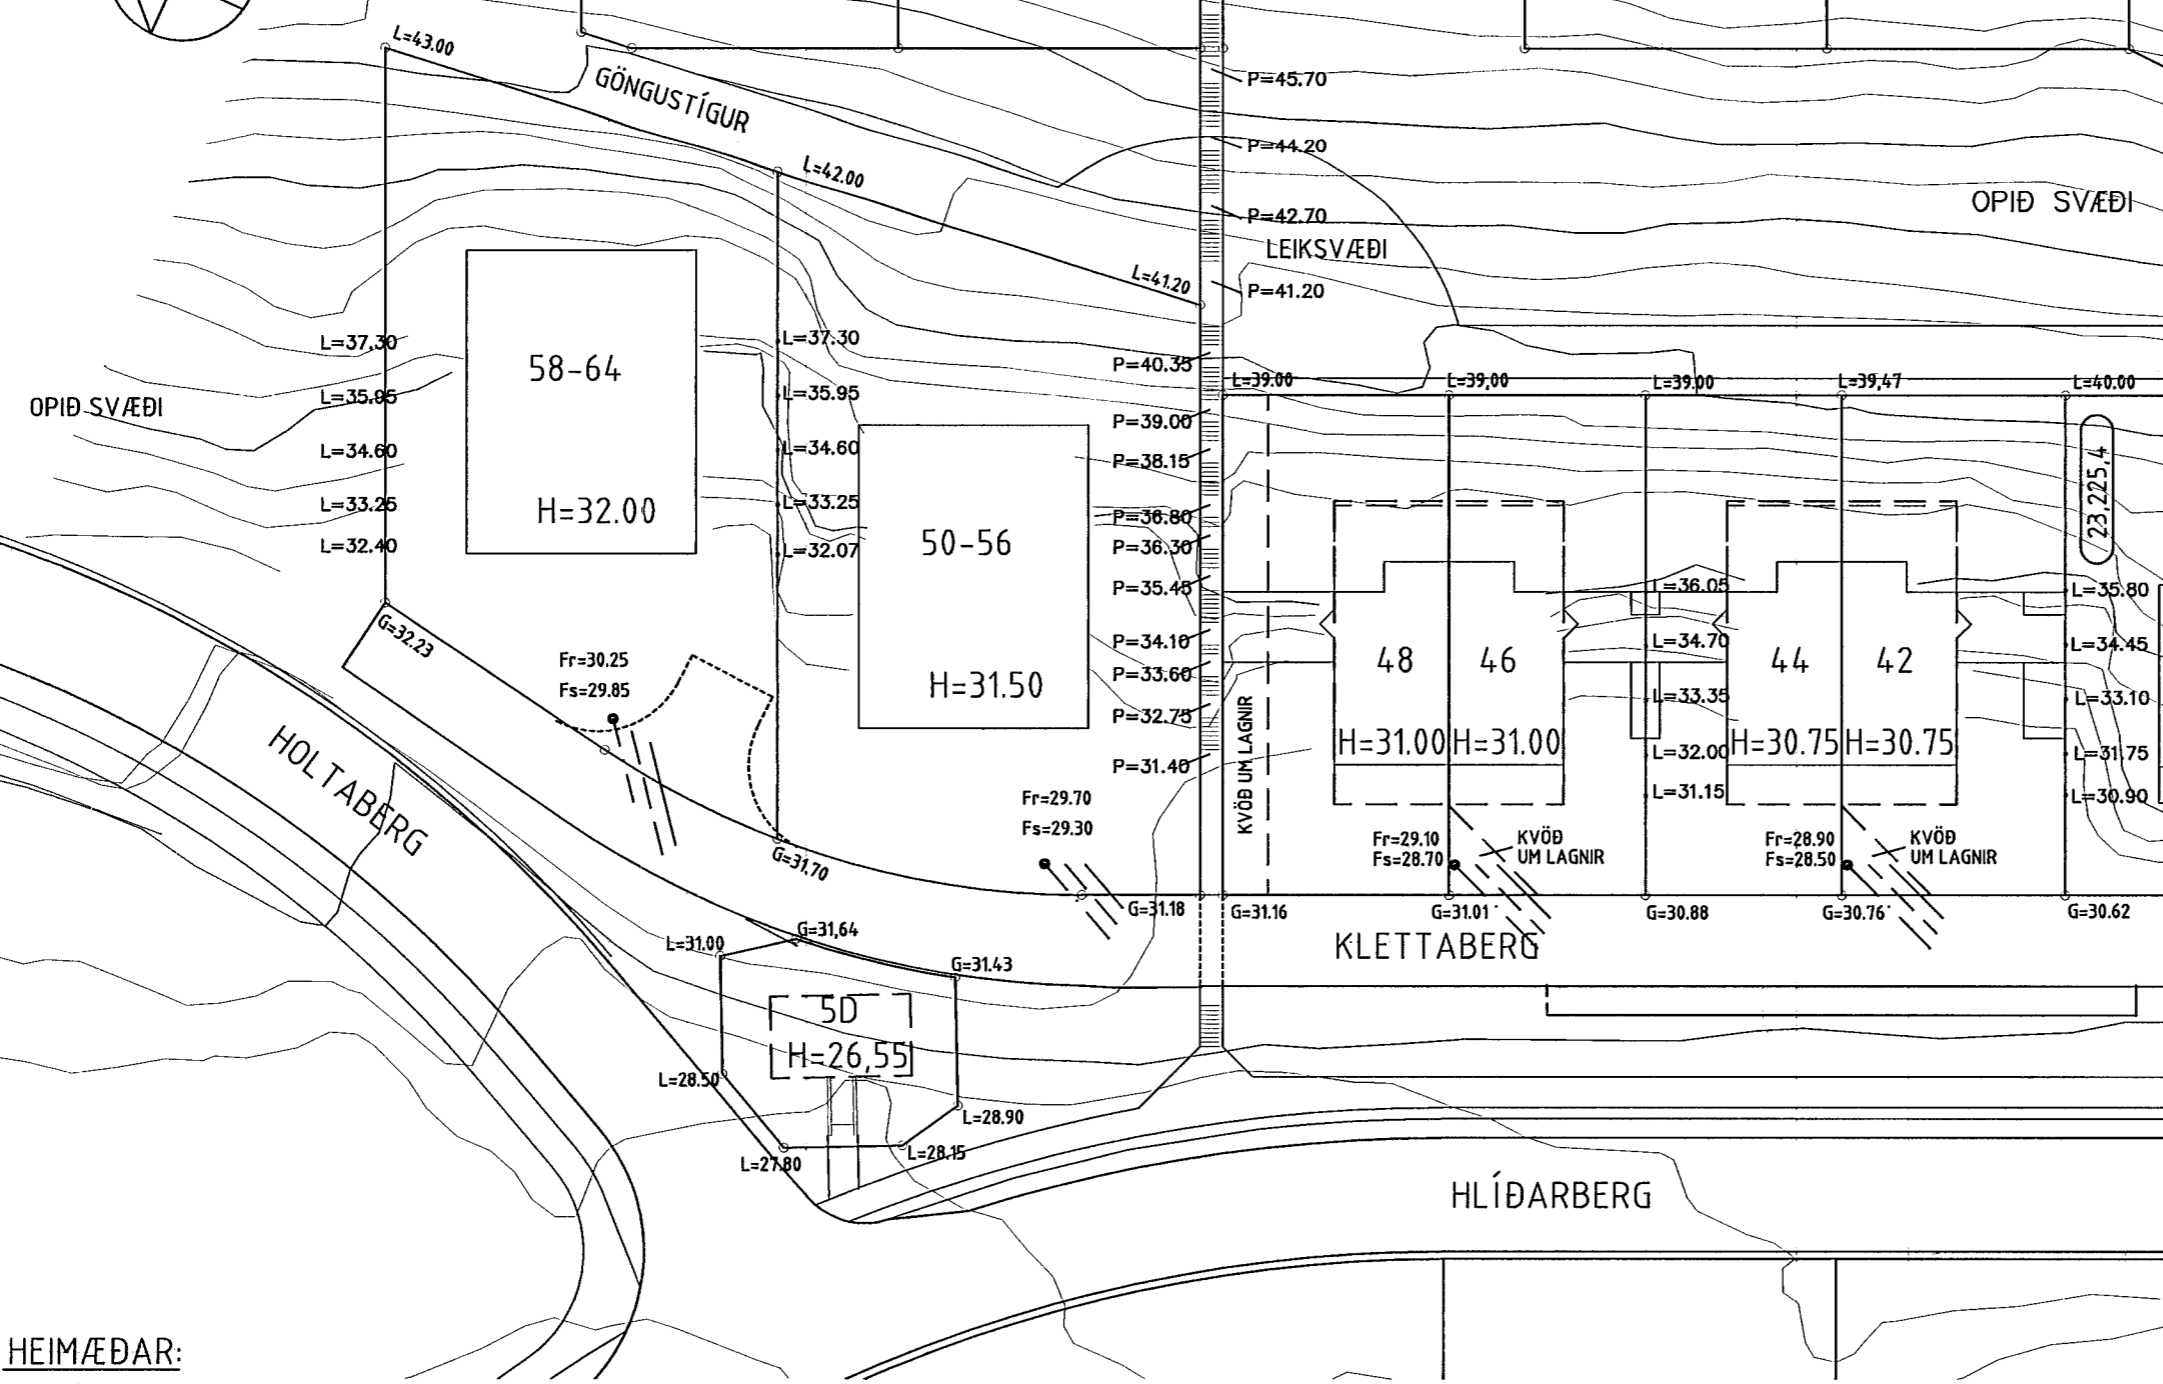 L=43.00
GÖNGUSTÍGUR
L=42.00
L=41.20
P=45.70
P=44.20
P=42.70
LEIKSVÆÐI
P=41.20
OPIÐ SVÆÐI
L=37,30
L=35.95
OPIÐ SVÆÐI
L=34.60
L=33.25
L=32.40
58-64
H=32.00
L=37.30
L=35.95
L=34.60
L=33.25
L=32.07
50-56
H=31.50
P=40.35
P=39.00
P=38.15
P=36.80
P=36.30
P=35.45
P=34.10
P=33.60
P=32.75
P=31.40
L=39.00
L=39,00
L=39.00
L=39,47
L=40.00
23,225,4
KVÖÐ UM LAGNIR
48
46
H=31.00
H=31.00
L=36.05
L=34.70
L=33.35
L=32.00
L=31.15
44
42
H=30.75
H=30.75
L=35.80
L=34.45
L=33.10
L=31.75
L=30.90
G=32.23
Fr=30.25
Fs=29.85
HOLTABERG
G=31.70
Fr=29.70
Fs=29.30
Fr=29.10
Fs=28.70
KVÖÐ
UM LAGNIR
Fr=28.90
Fs=28.50
KVÖÐ
UM LAGNIR
G=31.18
G=31.16
G=31.01
G=30.88
G=30.76
G=30.62
KLETTABERG
L=31.00
G=31,64
G=31.43
5D
H=26,55
L=28.50
L=28.90
L=28.15
L=27.80
HLÍÐARBERG
HEIMÆÐAR: